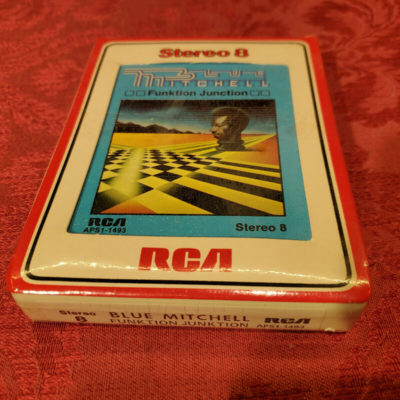 Stereo 8
BLUE
MITCHELL
Funktion Junction
RCA
APS1-1493
Stereo 8
RCA
Stereo
8
BLUE MITCHELL
FUNKTION JUNKTION
RCA
APS1-1493